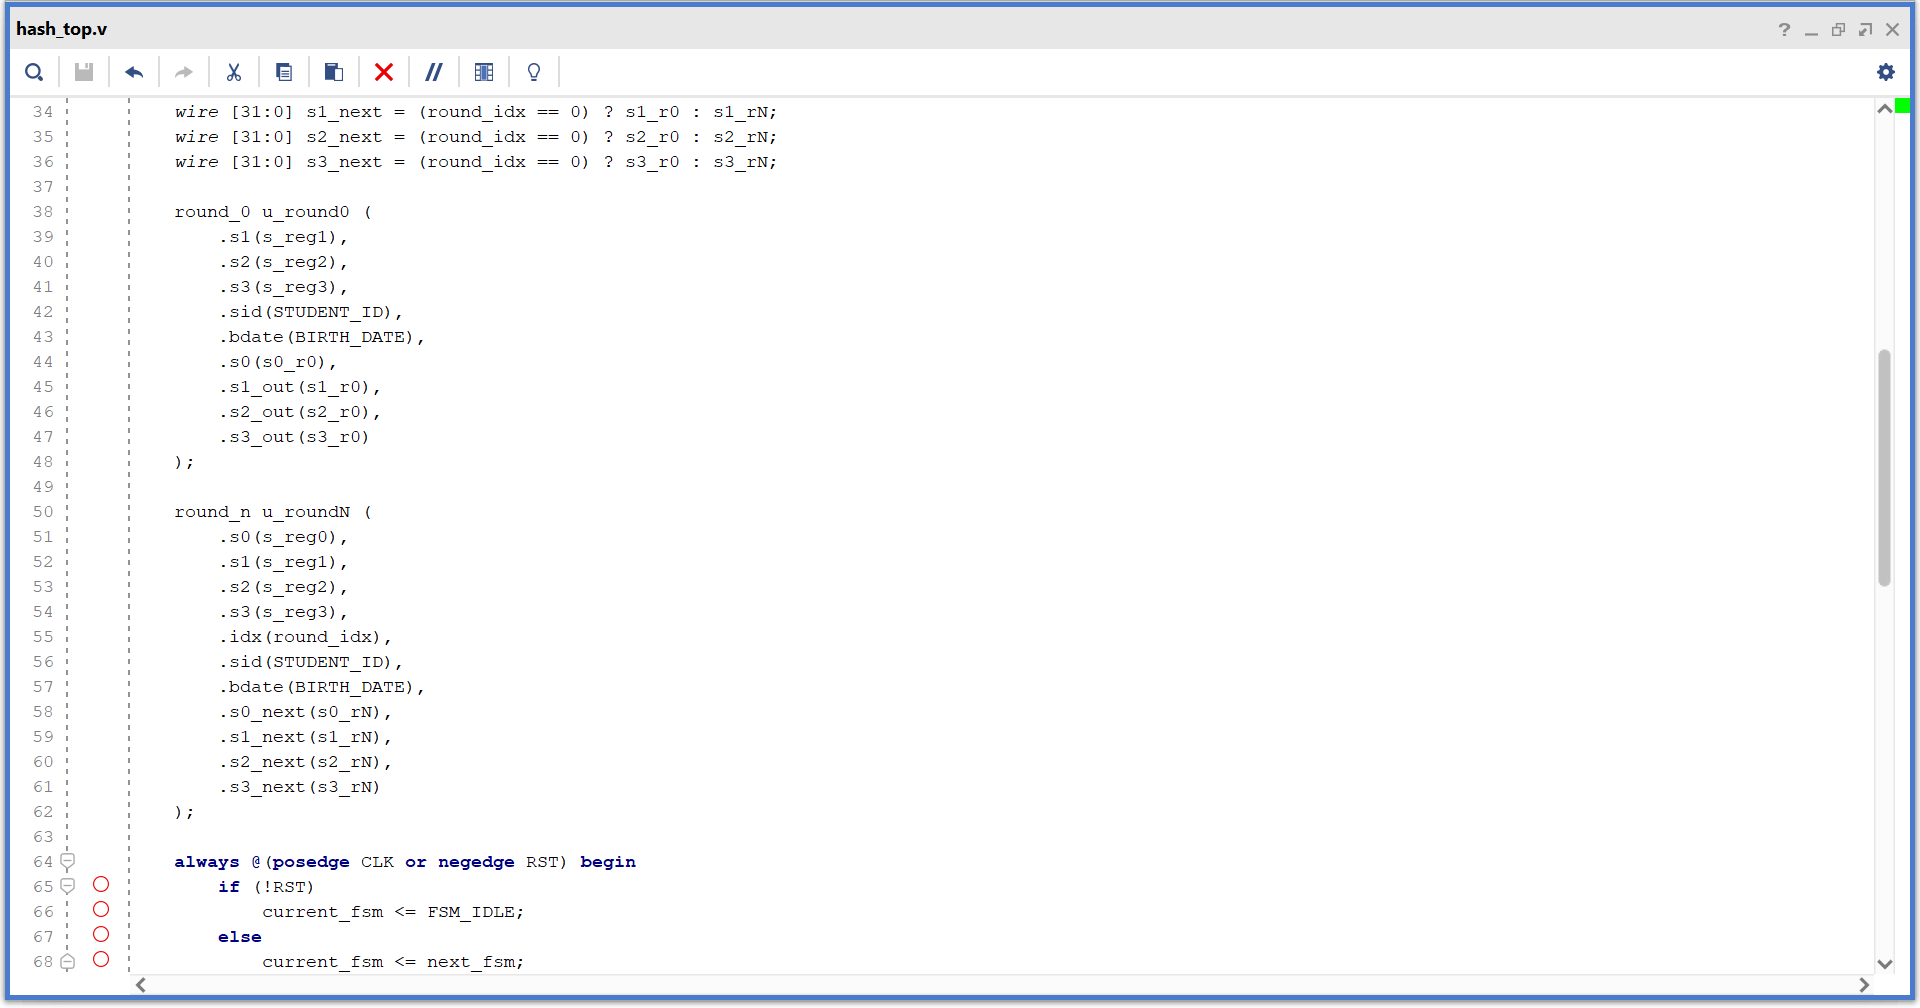 hash_top.v
34 wire [31:0] s1_next = (round_idx == 0) ? s1_r0 : s1_rN;
35 wire [31:0] s2_next = (round_idx == 0) ? s2_r0 : s2_rN;
36 wire [31:0] s3_next = (round_idx == 0) ? s3_r0 : s3_rN;
37
38 round_0 u_round0 (
39 .s1(s_reg1),
40 .s2(s_reg2),
41 .s3(s_reg3),
42 .sid(STUDENT_ID),
43 .bdate(BIRTH_DATE),
44 .s0(s0_r0),
45 .s1_out(s1_r0),
46 .s2_out(s2_r0),
47 .s3_out(s3_r0)
48 );
49
50 round_n u_roundN (
51 .s0(s_reg0),
52 .s1(s_reg1),
53 .s2(s_reg2),
54 .s3(s_reg3),
55 .idx(round_idx),
56 .sid(STUDENT_ID),
57 .bdate(BIRTH_DATE),
58 .s0_next(s0_rN),
59 .s1_next(s1_rN),
60 .s2_next(s2_rN),
61 .s3_next(s3_rN)
62 );
63
64 always @(posedge CLK or negedge RST) begin
65 if (!RST)
66 current_fsm <= FSM_IDLE;
67 else
68 current_fsm <= next_fsm;